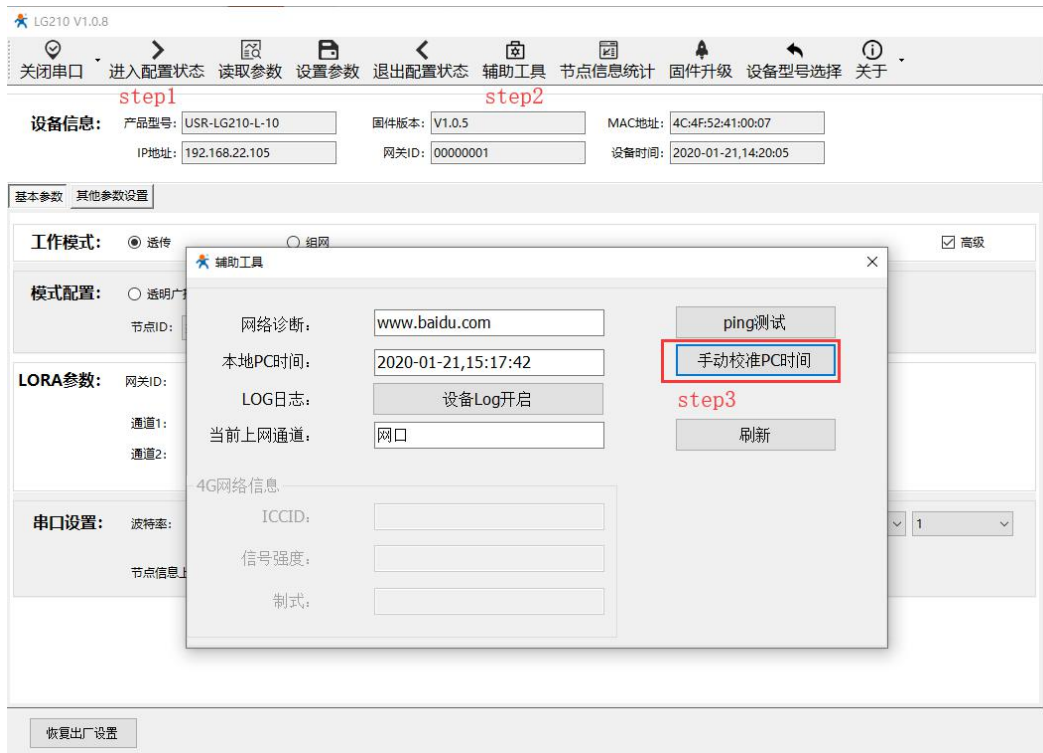 LG210 V1.0.8
关闭串口 进入配置状态 读取参数 设置参数 退出配置状态 辅助工具 节点信息统计 固件升级 设备型号选择 关于
step1 step2
设备信息: 产品型号: USR-LG210-L-10 固件版本: V1.0.5 MAC地址: 4C:4F:52:41:00:07
IP地址: 192.168.22.105 网关ID: 00000001 设备时间: 2020-01-21,14:20:05
基本参数 其他参数设置
工作模式: 透传 组网 高级
辅助工具
模式配置: 透明广
节点ID:
网络诊断: www.baidu.com ping测试
本地PC时间: 2020-01-21,15:17:42 手动校准PC时间
LORA参数: 网关ID:
LOG日志: 设备Log开启 step3
通道1:
当前上网通道: 网口 刷新
通道2:
4G网络信息
ICCID:
串口设置: 波特率: 1
信号强度:
节点信息上
制式:
恢复出厂设置